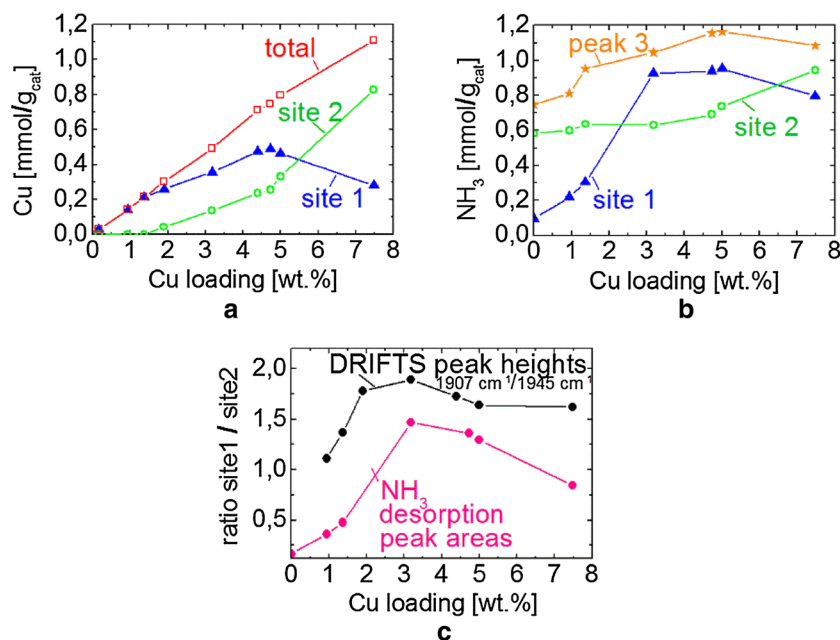 1,2
1,0
0,8
0,6
0,4
0,2
0,0
Cu [mmol/gcat]
total
site 2
site 1
0 1 2 3 4 5 6 7 8
Cu loading [wt.%]
a
1,2
1,0
0,8
0,6
0,4
0,2
0,0
NH3 [mmol/gcat]
peak 3
site 2
site 1
0 1 2 3 4 5 6 7 8
Cu loading [wt.%]
b
2,0
1,5
1,0
0,5
ratio site1 / site2
DRIFTS peak heights
1907 cm-1/1945 cm-1
NH3
desorption
peak areas
0 1 2 3 4 5 6 7 8
Cu loading [wt.%]
c